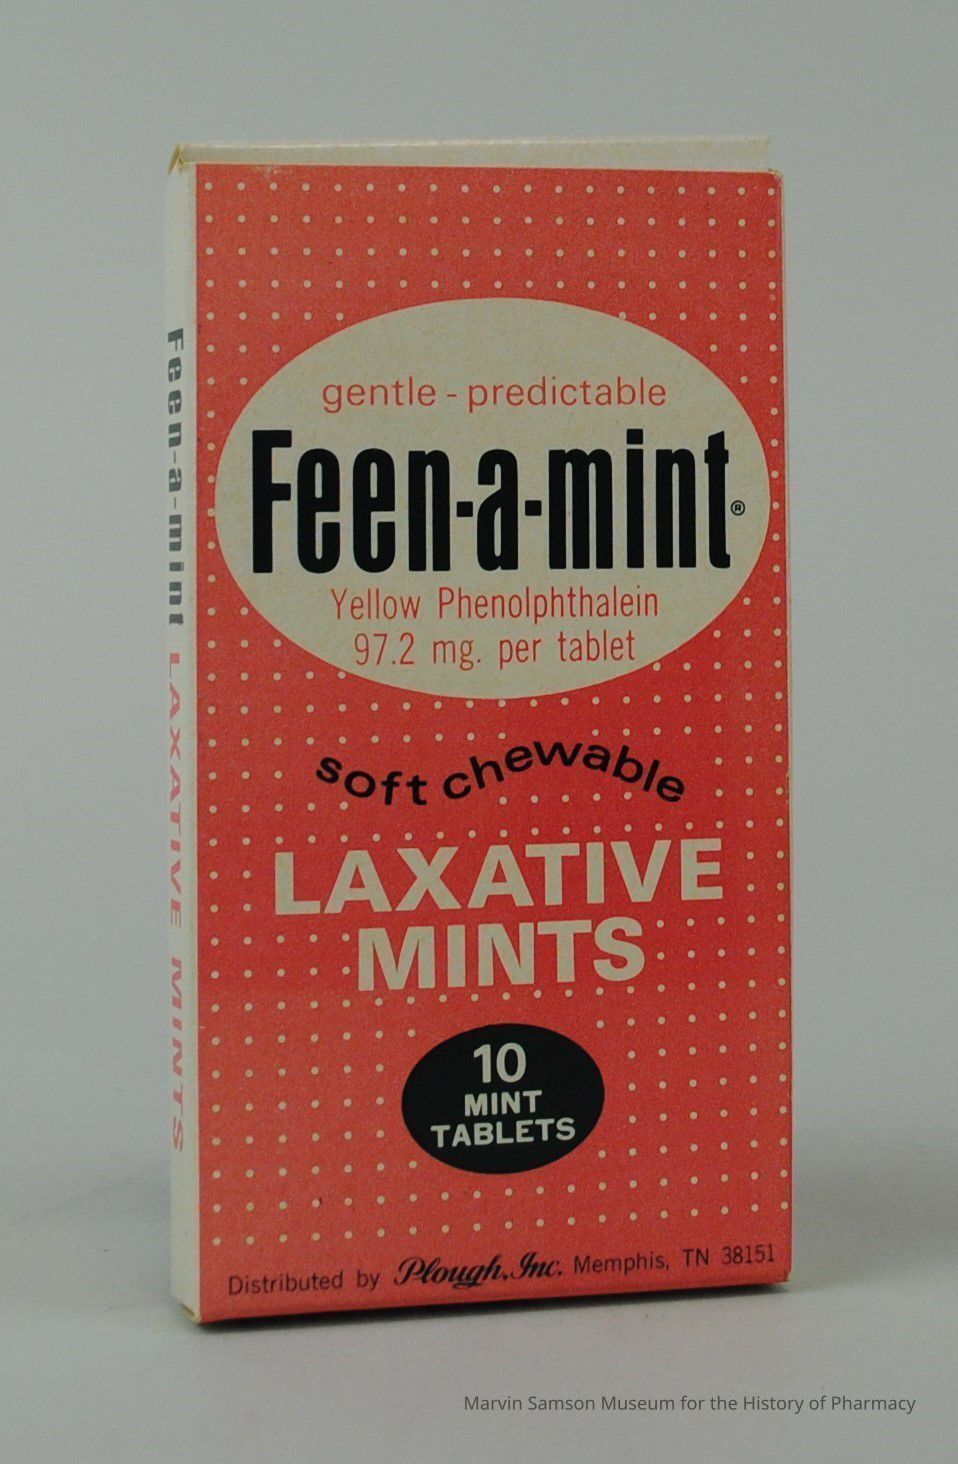 gentle - predictable
Feen-a-mint®
Yellow Phenolphthalein
97.2 mg. per tablet
soft chewable
LAXATIVE
MINTS
10
MINT
TABLETS
Distributed by Plough, Inc. Memphis, TN 38151
Feen-a-mint LAXATIVE MINTS
Marvin Samson Museum for the History of Pharmacy